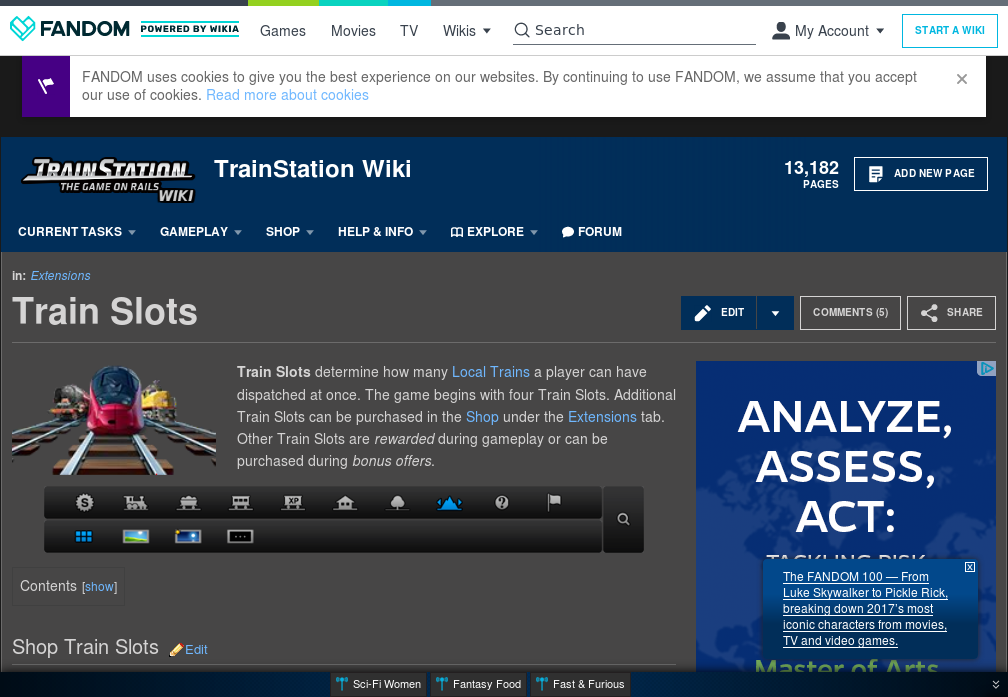 FANDOM POWERED BY WIKIA Games Movies TV Wikis Search My Account START A WIKI
FANDOM uses cookies to give you the best experience on our websites. By continuing to use FANDOM, we assume that you accept
our use of cookies. Read more about cookies
TRAINSTATION
THE GAME ON RAILS
WIKI
TrainStation Wiki
13,182
PAGES
ADD NEW PAGE
CURRENT TASKS GAMEPLAY SHOP HELP & INFO EXPLORE FORUM
in: Extensions
Train Slots
EDIT COMMENTS (5) SHARE
Train Slots determine how many Local Trains a player can have
dispatched at once. The game begins with four Train Slots. Additional
Train Slots can be purchased in the Shop under the Extensions tab.
Other Train Slots are rewarded during gameplay or can be
purchased during bonus offers.
XP
Contents [show]
Shop Train Slots Edit
ANALYZE,
ASSESS,
ACT:
TACKLING RISK
The FANDOM 100 — From
Luke Skywalker to Pickle Rick,
breaking down 2017's most
iconic characters from movies,
TV and video games.
Master of Arts
Sci-Fi Women Fantasy Food Fast & Furious